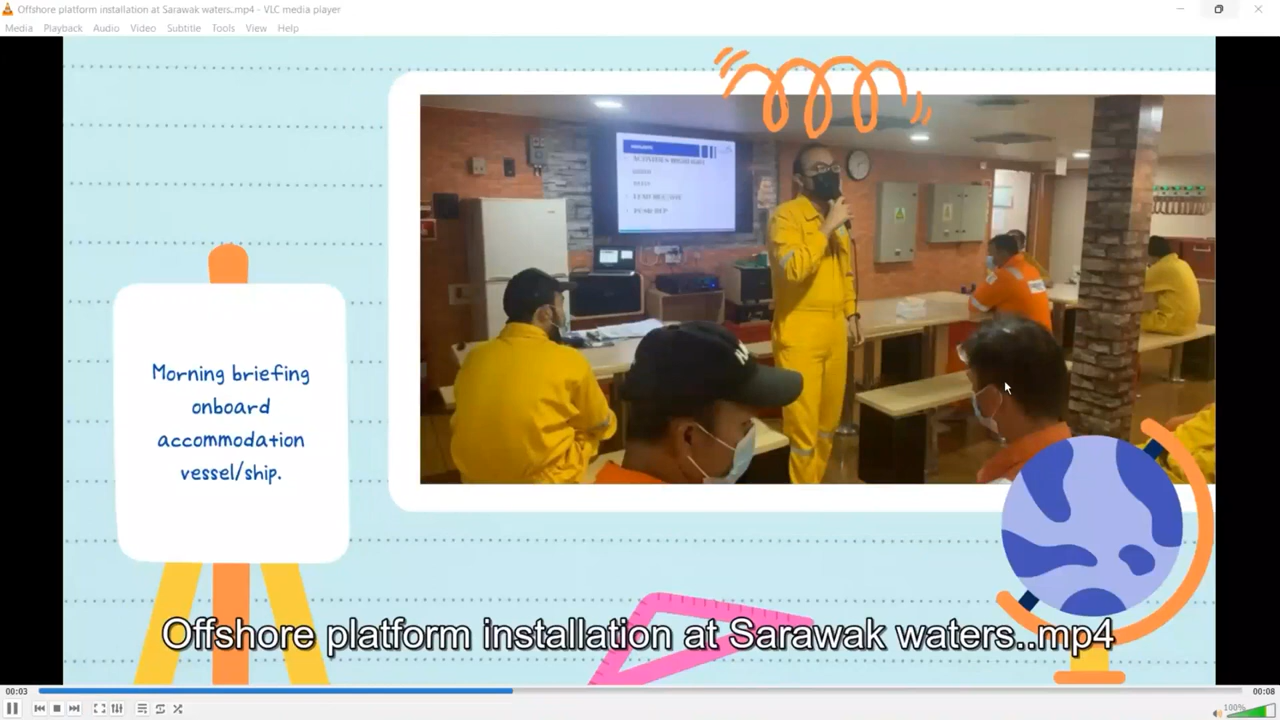 Offshore platform installation at Sarawak waters..mp4 - VLC media player
Media Playback Audio Video Subtitle Tools View Help
HIGHLIGHTS
Morning briefing
onboard
accommodation
vessel/ship.
Offshore platform installation at Sarawak waters..mp4
00:03
00:08
100%